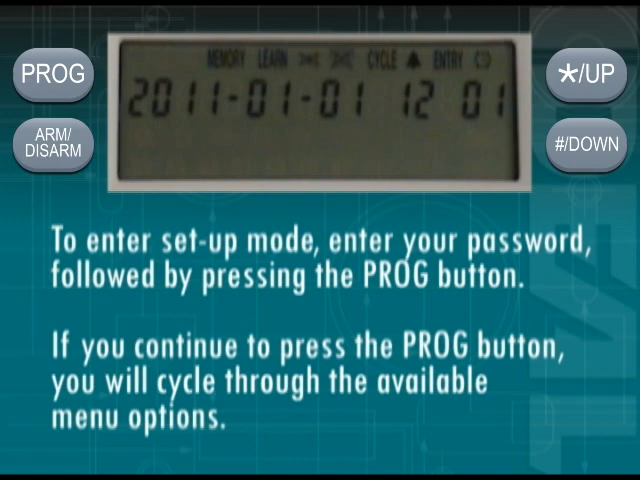 MEMORY LEARN CYCLE ENTRY
PROG
*/UP
2011-01-01 12 01
ARM/
DISARM
#/DOWN
To enter set-up mode, enter your password,
followed by pressing the PROG button.
If you continue to press the PROG button,
you will cycle through the available
menu options.